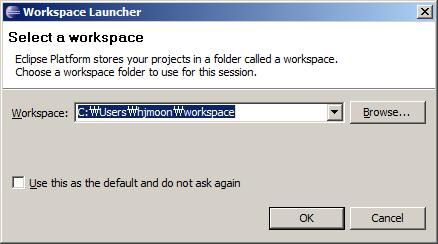 Workspace Launcher
Select a workspace
Eclipse Platform stores your projects in a folder called a workspace.
Choose a workspace folder to use for this session.
Workspace: C:₩Users₩hjmoon₩workspace Browse...
Use this as the default and do not ask again
OK Cancel